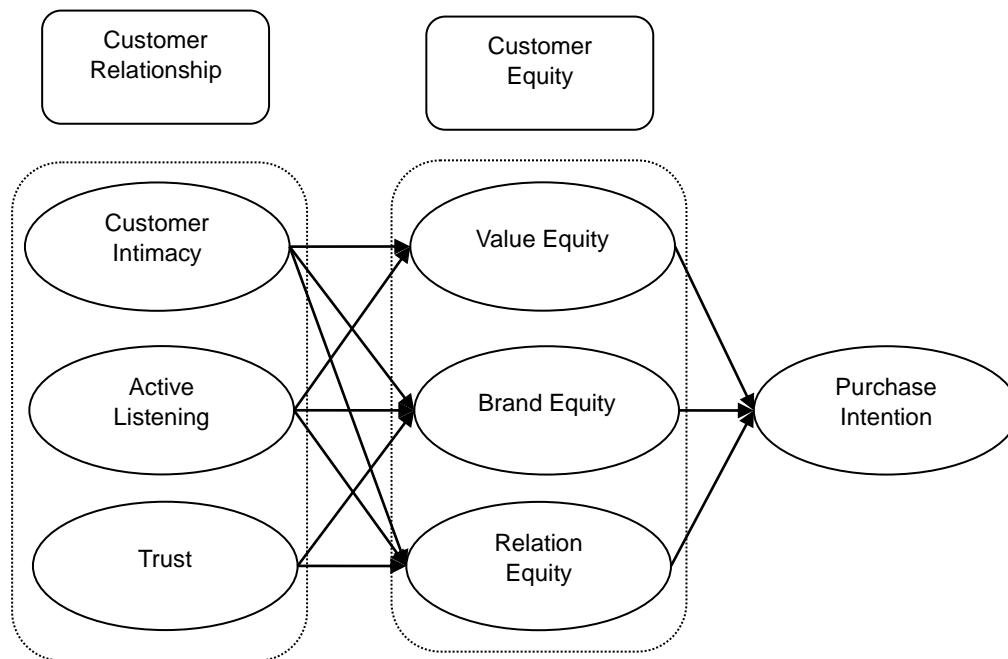 Customer
Relationship
Customer
Equity
Customer
Intimacy
Value Equity
Active
Listening
Brand Equity
Purchase
Intention
Trust
Relation
Equity